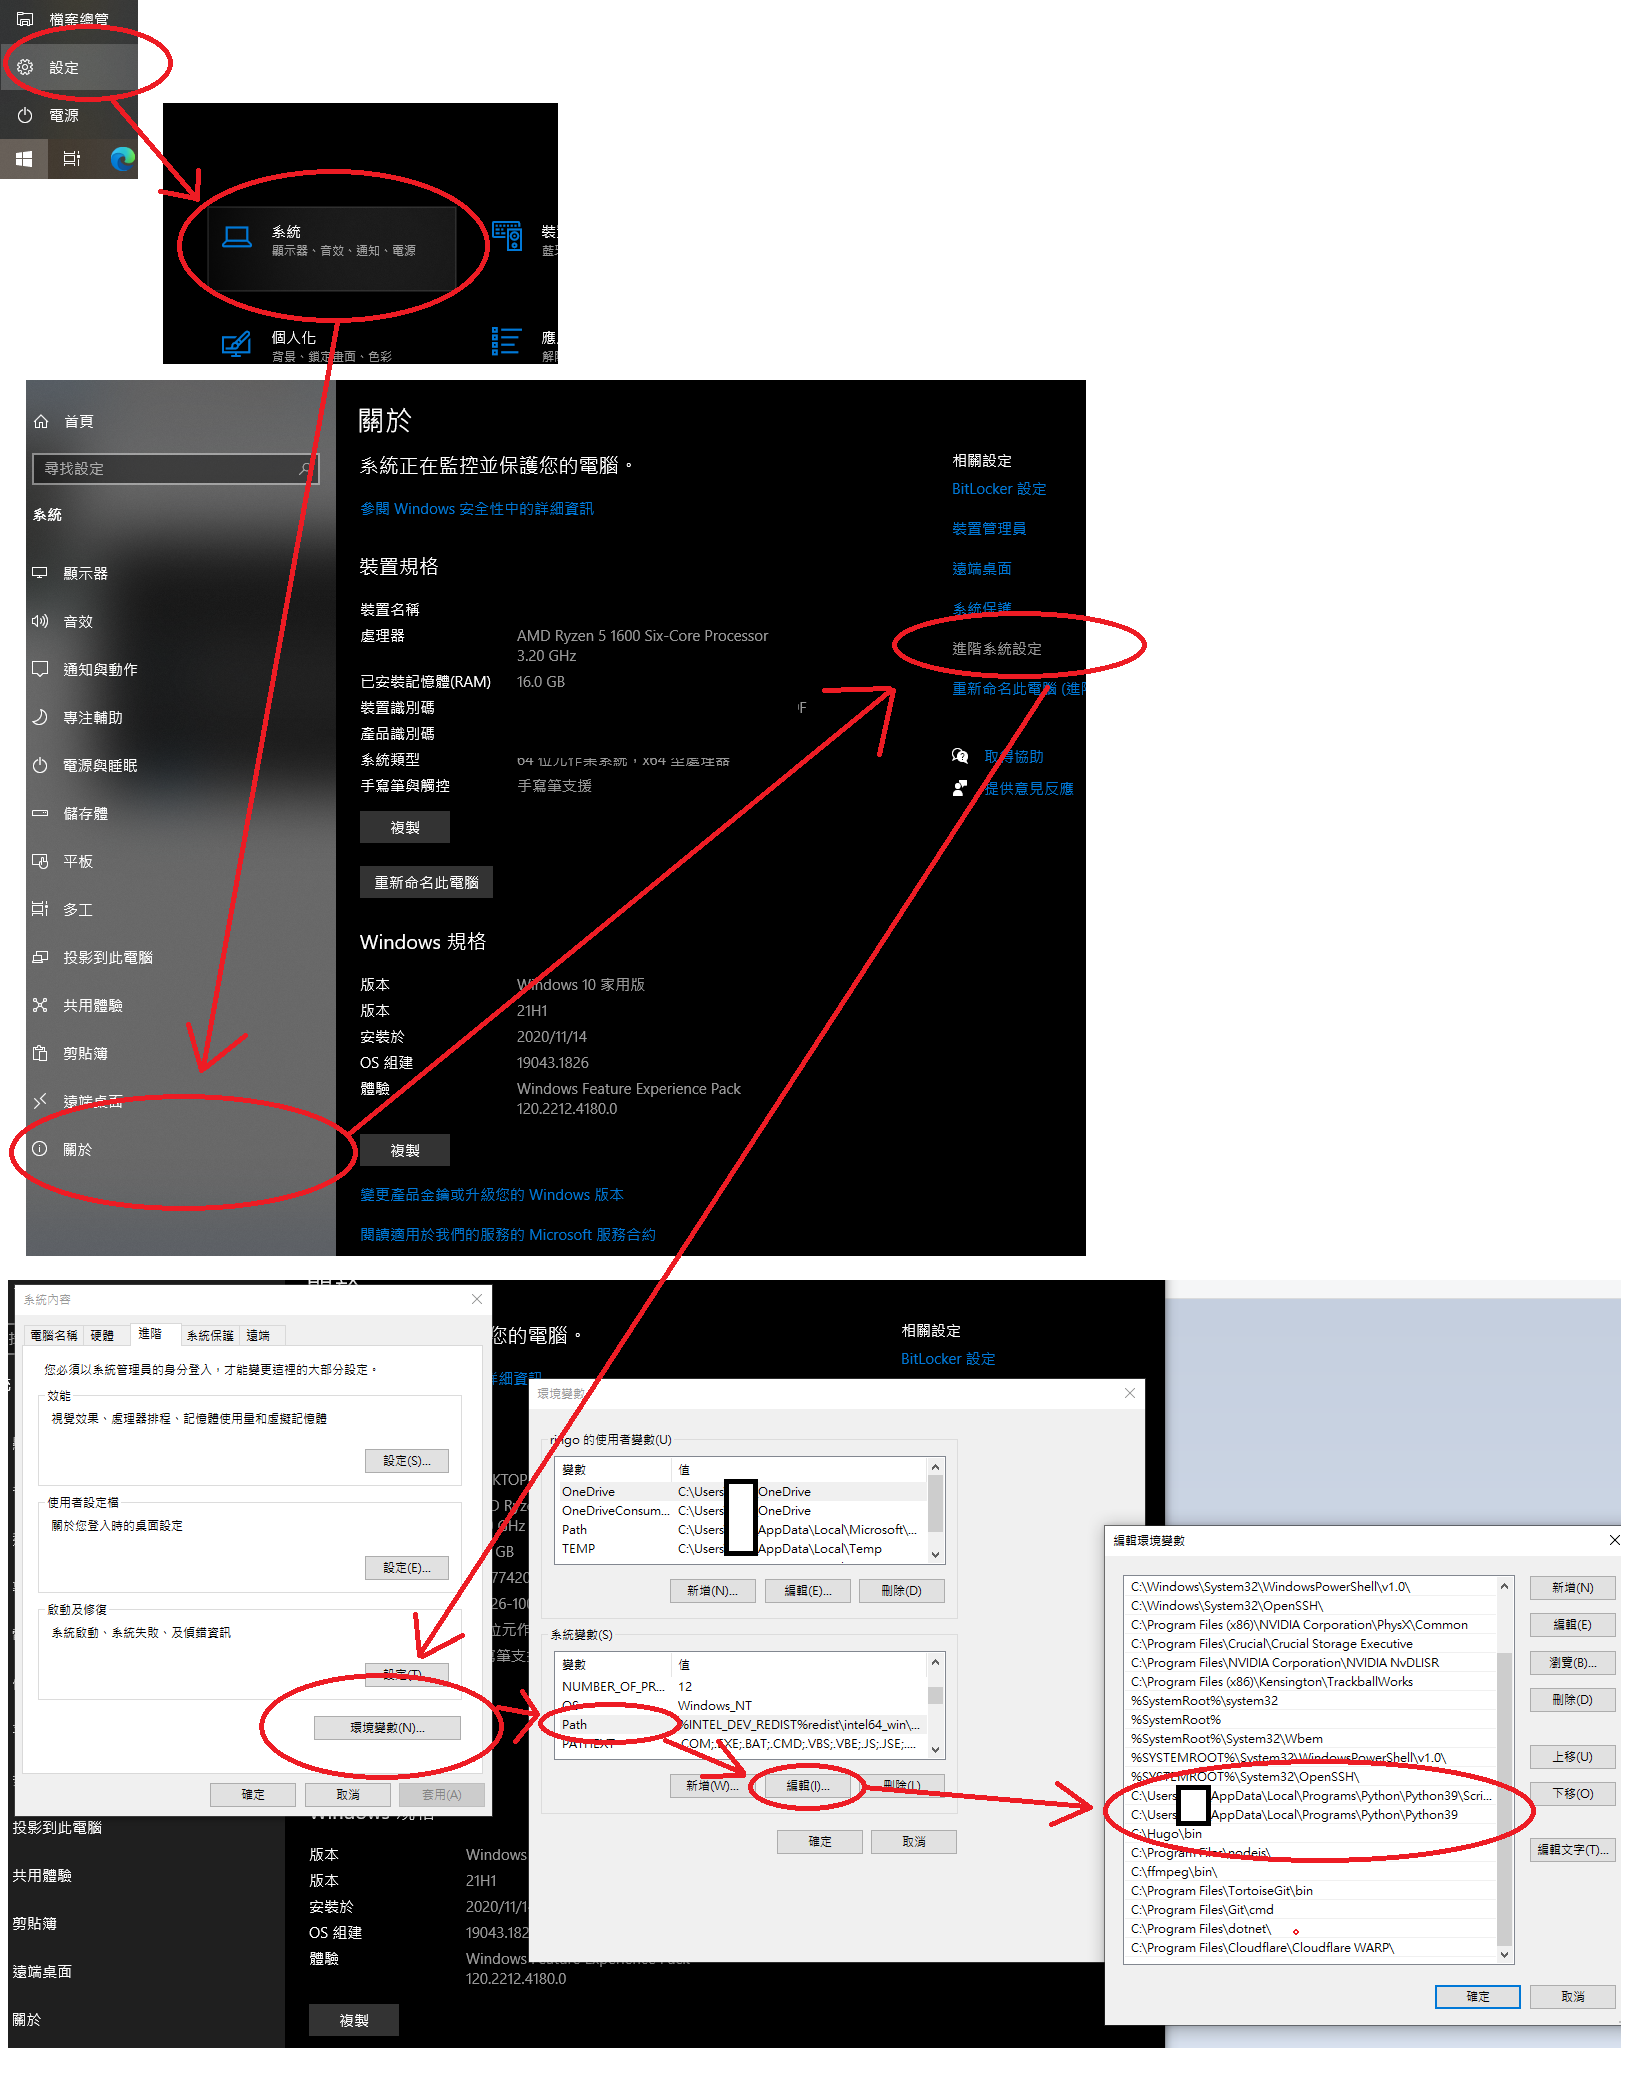 檔案總管
設定
電源
系統
顯示器、音效、通知、電源
個人化
背景、鎖定畫面、色彩
首頁
尋找設定
系統
顯示器
音效
通知與動作
專注輔助
電源與睡眠
儲存體
平板
多工
投影到此電腦
共用體驗
剪貼簿
遠端桌面
關於
關於
系統正在監控並保護您的電腦。
參閱 Windows 安全性中的詳細資訊
裝置規格
裝置名稱
處理器 AMD Ryzen 5 1600 Six-Core Processor
3.20 GHz
已安裝記憶體(RAM) 16.0 GB
裝置識別碼
產品識別碼
系統類型 64 位元作業系統，x64 型處理器
手寫筆與觸控 手寫筆支援
複製
重新命名此電腦
Windows 規格
版本 Windows 10 家用版
版本 21H1
安裝於 2020/11/14
OS 組建 19043.1826
體驗 Windows Feature Experience Pack
120.2212.4180.0
複製
變更產品金鑰或升級您的 Windows 版本
閱讀適用於我們的服務的 Microsoft 服務合約
相關設定
BitLocker 設定
裝置管理員
遠端桌面
系統保護
進階系統設定
重新命名此電腦 (進階
取得協助
提供意見反應
系統內容
電腦名稱 硬體 進階 系統保護 遠端
您必須以系統管理員的身分登入，才能變更這裡的大部分設定。
效能
視覺效果、處理器排程、記憶體使用量和虛擬記憶體
設定(S)...
使用者設定檔
關於您登入時的桌面設定
設定(E)...
啟動及修復
系統啟動、系統失敗、及偵錯資訊
設定(T)...
環境變數(N)...
確定 取消 套用(A)
投影到此電腦
共用體驗
剪貼簿
遠端桌面
關於
您的電腦。
詳細資訊
相關設定
BitLocker 設定
Windows 規格
版本 Windows
版本 21H1
安裝於 2020/11/1
OS 組建 19043.182
體驗 Windows Feature Experience Pack
120.2212.4180.0
複製
環境變數
ringo 的使用者變數(U)
變數 值
OneDrive C:\Users OneDrive
OneDriveConsum... C:\Users OneDrive
Path C:\Users AppData\Local\Microsoft\...
TEMP C:\Users AppData\Local\Temp
新增(N)... 編輯(E)... 刪除(D)
系統變數(S)
變數 值
NUMBER_OF_PR... 12
OS Windows_NT
Path %INTEL_DEV_REDIST%redist\intel64_win\...
PATHEXT .COM;.EXE;.BAT;.CMD;.VBS;.VBE;.JS;.JSE;....
新增(W)... 編輯(I)... 刪除(L)
確定 取消
編輯環境變數
C:\Windows\System32\WindowsPowerShell\v1.0\
C:\Windows\System32\OpenSSH\
C:\Program Files (x86)\NVIDIA Corporation\PhysX\Common
C:\Program Files\Crucial\Crucial Storage Executive
C:\Program Files\NVIDIA Corporation\NVIDIA NvDLISR
C:\Program Files (x86)\Kensington\TrackballWorks
%SystemRoot%\system32
%SystemRoot%
%SystemRoot%\System32\Wbem
%SYSTEMROOT%\System32\WindowsPowerShell\v1.0\
%SYSTEMROOT%\System32\OpenSSH\
C:\Users AppData\Local\Programs\Python\Python39\Scri...
C:\Users AppData\Local\Programs\Python\Python39
C:\Hugo\bin
C:\Program Files\nodejs\
C:\ffmpeg\bin\
C:\Program Files\TortoiseGit\bin
C:\Program Files\Git\cmd
C:\Program Files\dotnet\
C:\Program Files\Cloudflare\Cloudflare WARP\
新增(N)
編輯(E)
瀏覽(B)...
刪除(D)
上移(U)
下移(O)
編輯文字(T)...
確定 取消